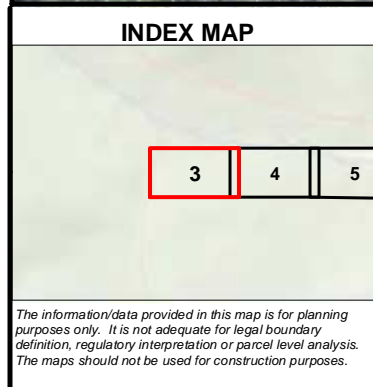 INDEX MAP
3 4 5
The information/data provided in this map is for planning
purposes only. It is not adequate for legal boundary
definition, regulatory interpretation or parcel level analysis.
The maps should not be used for construction purposes.